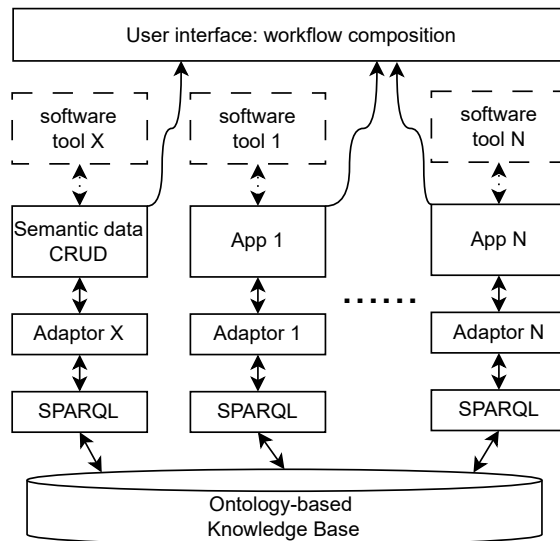 User interface: workflow composition
software
tool X
software
tool 1
software
tool N
Semantic data
CRUD
App 1
App N
......
Adaptor X
Adaptor 1
Adaptor N
SPARQL
SPARQL
SPARQL
Ontology-based
Knowledge Base